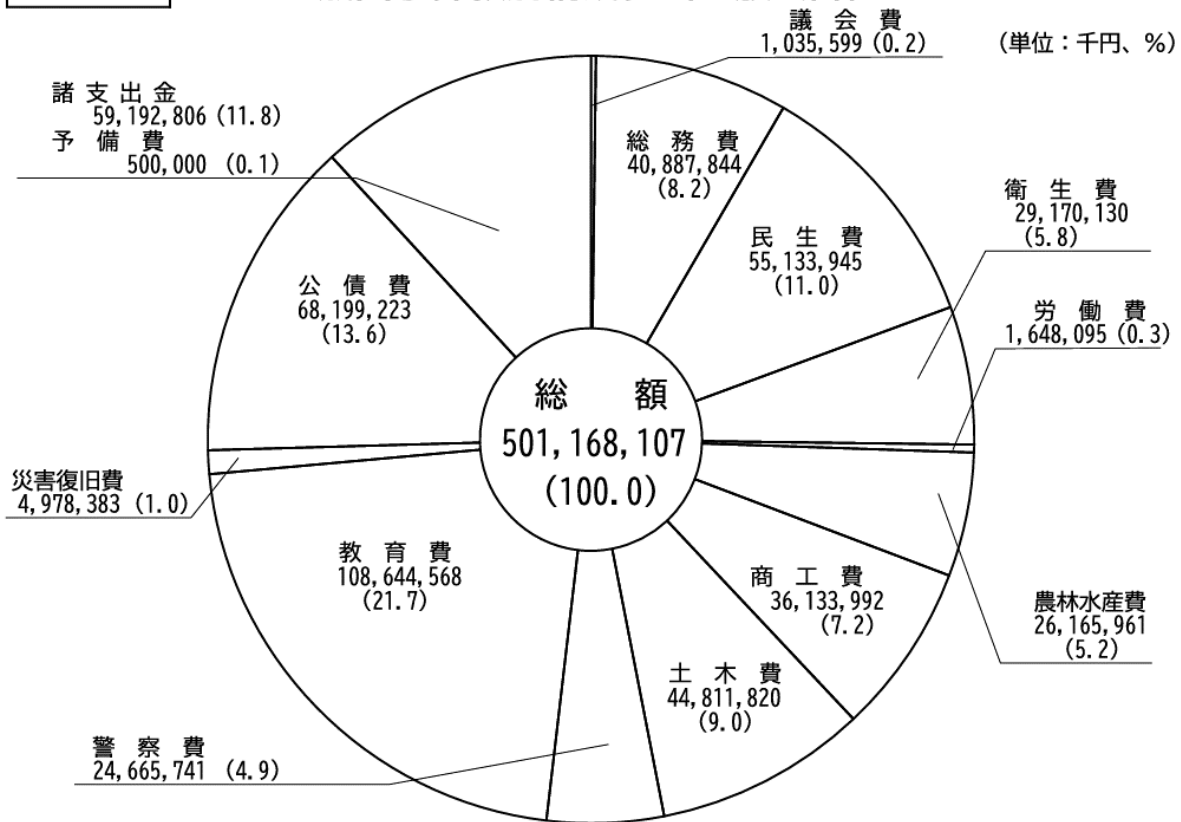 議会費
1,035,599 (0.2)
(単位：千円、%)
諸支出金
59,192,806 (11.8)
予備費
500,000 (0.1)
総務費
40,887,844
(8.2)
民生費
55,133,945
(11.0)
衛生費
29,170,130
(5.8)
労働費
1,648,095 (0.3)
公債費
68,199,223
(13.6)
総額
501,168,107
(100.0)
災害復旧費
4,978,383 (1.0)
教育費
108,644,568
(21.7)
商工費
36,133,992
(7.2)
農林水産費
26,165,961
(5.2)
土木費
44,811,820
(9.0)
警察費
24,665,741 (4.9)